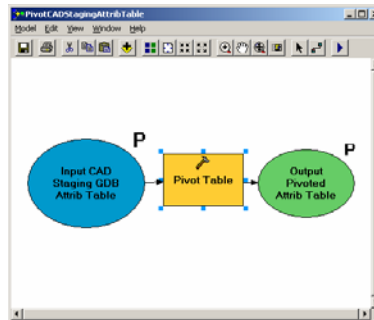 PivotCADStagingAttribTable
Model Edit View Window Help
P
P
Input CAD
Staging GDB
Attrib Table
Pivot Table
Output
Pivoted
Attrib Table